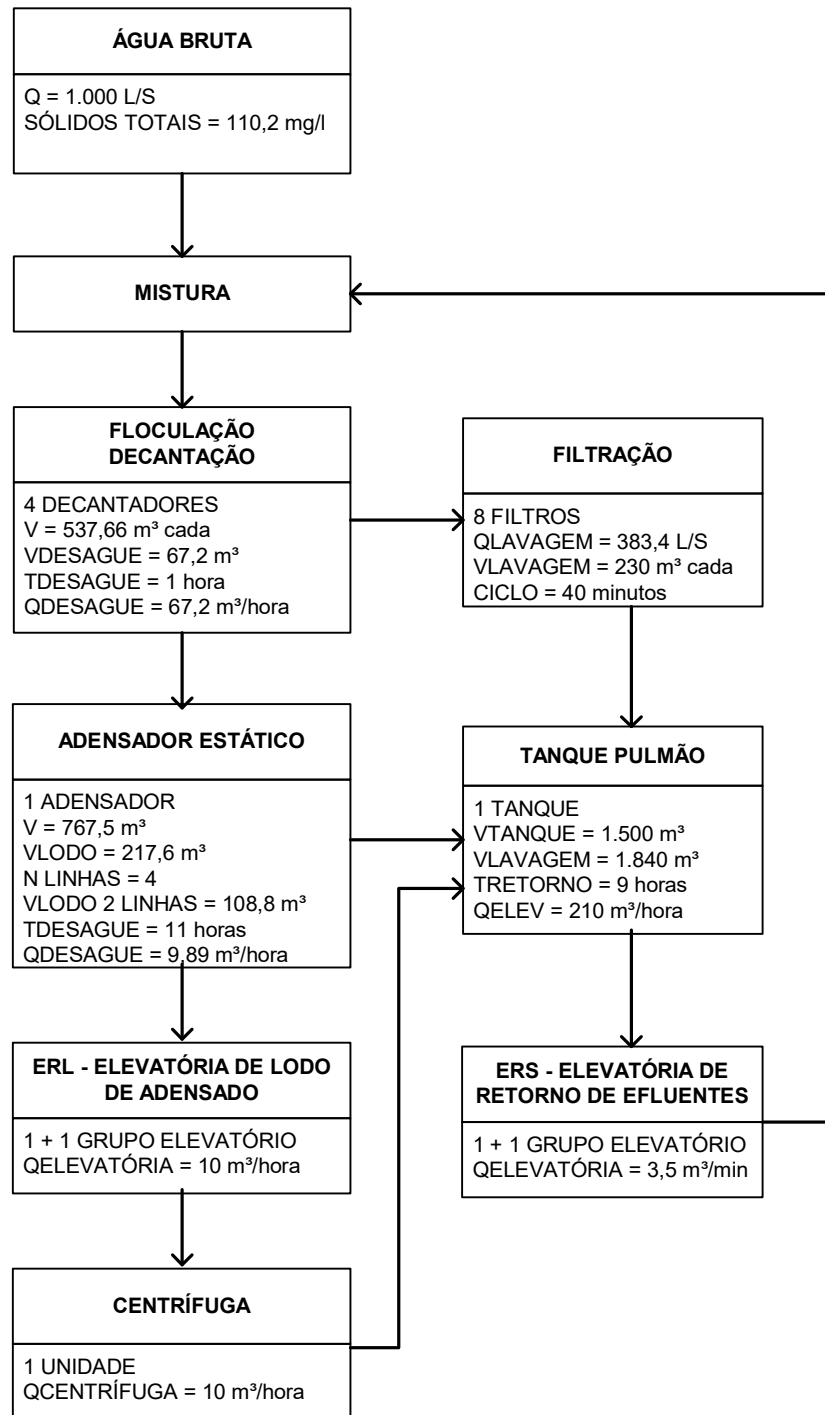 ÁGUA BRUTA
Q = 1.000 L/S
SÓLIDOS TOTAIS = 110,2 mg/l
MISTURA
FLOCULAÇÃO
DECANTAÇÃO
4 DECANTADORES
V = 537,66 m³ cada
VDESAGUE = 67,2 m³
TDESAGUE = 1 hora
QDESAGUE = 67,2 m³/hora
FILTRAÇÃO
8 FILTROS
QLAVAGEM = 383,4 L/S
VLAVAGEM = 230 m³ cada
CICLO = 40 minutos
ADENSADOR ESTÁTICO
1 ADENSADOR
V = 767,5 m³
VLODO = 217,6 m³
N LINHAS = 4
VLODO 2 LINHAS = 108,8 m³
TDESAGUE = 11 horas
QDESAGUE = 9,89 m³/hora
TANQUE PULMÃO
1 TANQUE
VTANQUE = 1.500 m³
VLAVAGEM = 1.840 m³
TRETORNO = 9 horas
QELEV = 210 m³/hora
ERL - ELEVATÓRIA DE LODO
DE ADENSADO
1 + 1 GRUPO ELEVATÓRIO
QELEVATÓRIA = 10 m³/hora
ERS - ELEVATÓRIA DE
RETORNO DE EFLUENTES
1 + 1 GRUPO ELEVATÓRIO
QELEVATÓRIA = 3,5 m³/min
CENTRÍFUGA
1 UNIDADE
QCENTRÍFUGA = 10 m³/hora